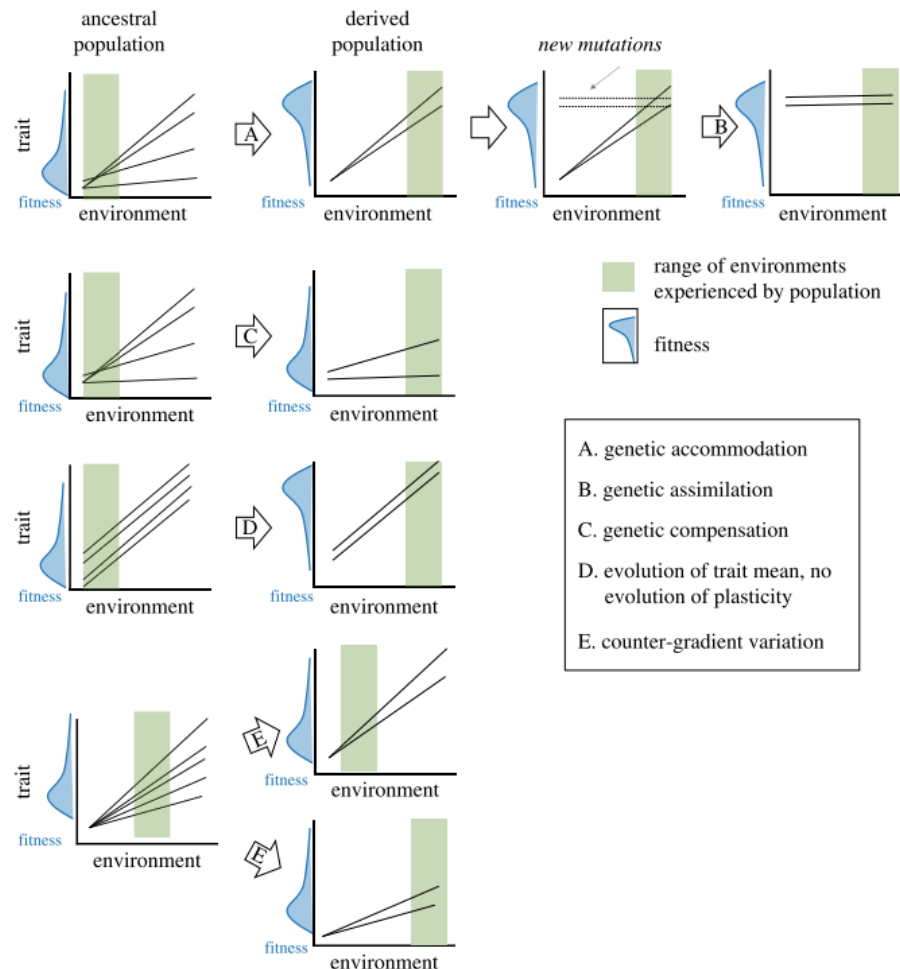 ancestral
population
derived
population
new mutations
trait
fitness
environment
A
fitness
environment
fitness
environment
B
fitness
environment
trait
fitness
environment
C
fitness
environment
range of environments
experienced by population
fitness
trait
fitness
environment
D
fitness
environment
A. genetic accommodation
B. genetic assimilation
C. genetic compensation
D. evolution of trait mean, no
evolution of plasticity
E. counter-gradient variation
trait
fitness
environment
E
fitness
environment
E
fitness
environment